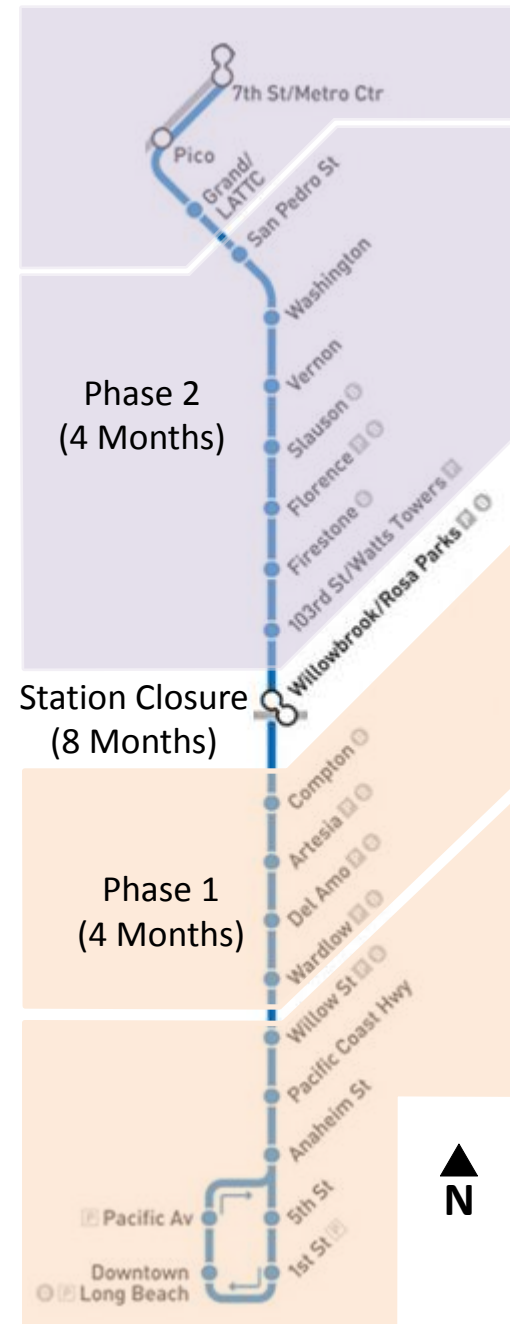 7th St/Metro Ctr
Pico
Grand/
LATTC
San Pedro St
Washington
Vernon
Phase 2
(4 Months)
Slauson
Florence P
Firestone
103rd St/Watts Towers P
Willowbrook/Rosa Parks P
Station Closure
(8 Months)
Compton
Artesia P
Del Amo P
Phase 1
(4 Months)
Wardlow P
Willow St P
Pacific Coast Hwy
Anaheim St
N
P Pacific Av
5th St
Downtown
P Long Beach
1st St P